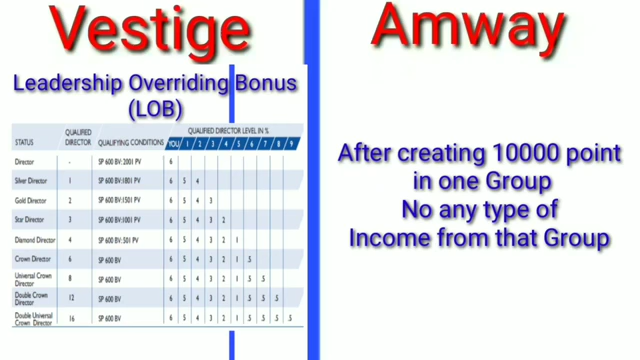 Vestige
Leadership Overriding Bonus
(LOB)
STATUS QUALIFIED DIRECTOR QUALIFYING CONDITIONS QUALIFIED DIRECTOR LEVEL IN %
YOU 1 2 3 4 5 6 7 8 9
Director - SP 600 BV:2001 PV 6
Silver Director 1 SP 600 BV:1801 PV 6 5 4
Gold Director 2 SP 600 BV:1501 PV 6 5 4 3
Star Director 3 SP 600 BV:1001 PV 6 5 4 3 2
Diamond Director 4 SP 600 BV:501 PV 6 5 4 3 2 1
Crown Director 6 SP 600 BV 6 5 4 3 2 1 .5
Universal Crown Director 8 SP 600 BV 6 5 4 3 2 1 .5 .5
Double Crown Director 12 SP 600 BV 6 5 4 3 2 1 .5 .5 .5
Double Universal Crown Director 16 SP 600 BV 6 5 4 3 2 1 .5 .5 .5 .5
Amway
After creating 10000 point
in one Group
No any type of
Income from that Group